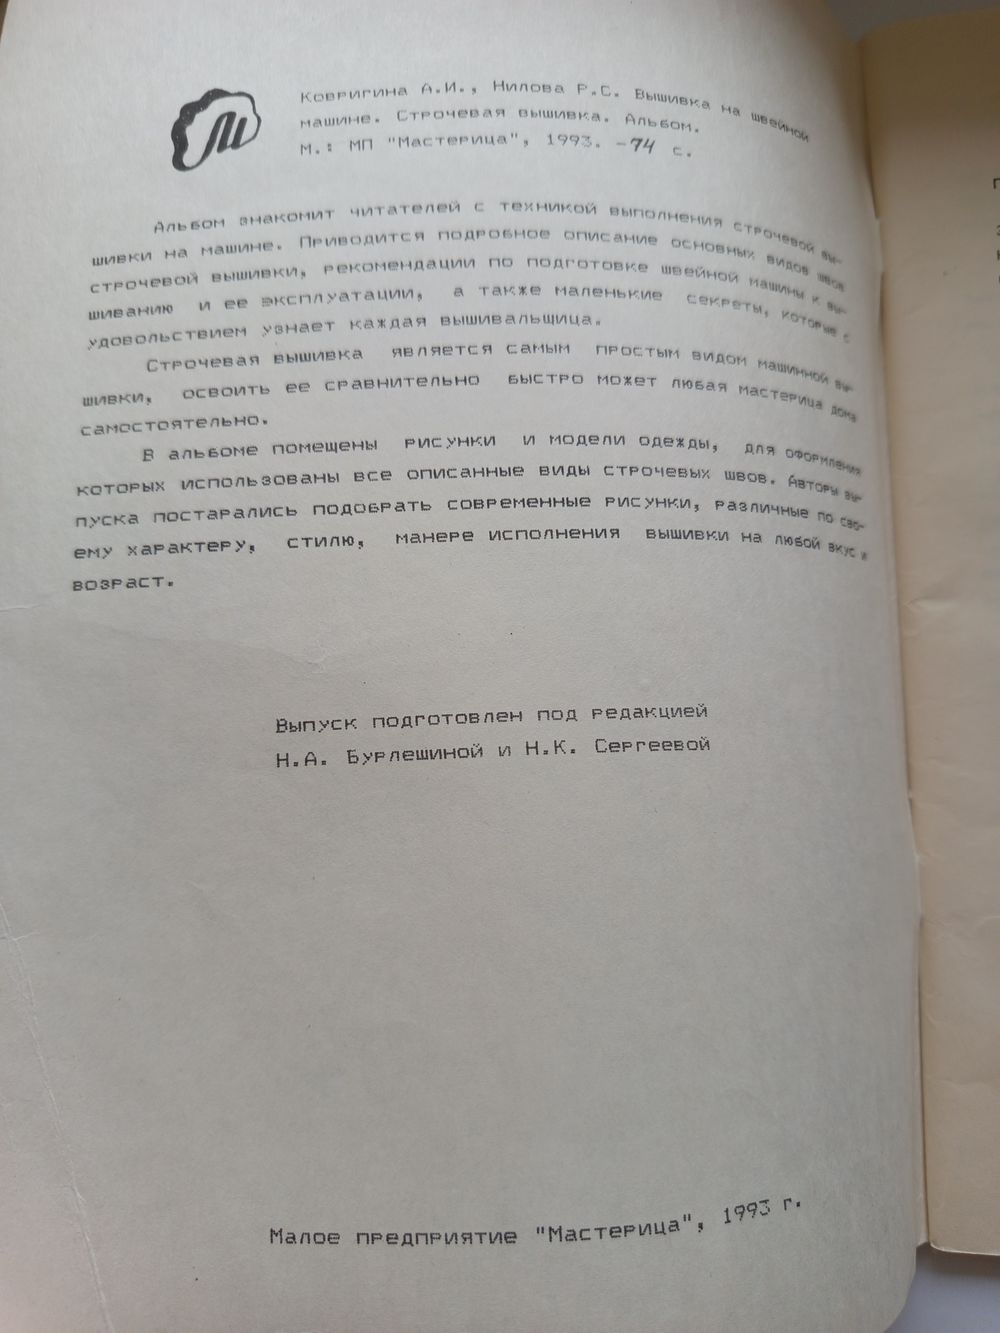 Ковригина А.И., Нилова Р.С. Вышивка на швейной
машине. Строчевая вышивка. Альбом.
М.: МП "Мастерица", 1993. -74 с.
Альбом знакомит читателей с техникой выполнения строчевой вы-
шивки на машине. Приводится подробное описание основных видов швов
строчевой вышивки, рекомендации по подготовке швейной машины к вы-
шиванию и ее эксплуатации, а также маленькие секреты, которые с
удовольствием узнает каждая вышивальщица.
Строчевая вышивка является самым простым видом машинной вы-
шивки, освоить ее сравнительно быстро может любая мастерица дома
самостоятельно.
В альбоме помещены рисунки и модели одежды, для оформления
которых использованы все описанные виды строчевых швов. Авторы вы-
пуска постарались подобрать современные рисунки, различные по сво-
ему характеру, стилю, манере исполнения вышивки на любой вкус и
возраст.
Выпуск подготовлен под редакцией
Н.А. Бурлешиной и Н.К. Сергеевой
Малое предприятие "Мастерица", 1993 г.